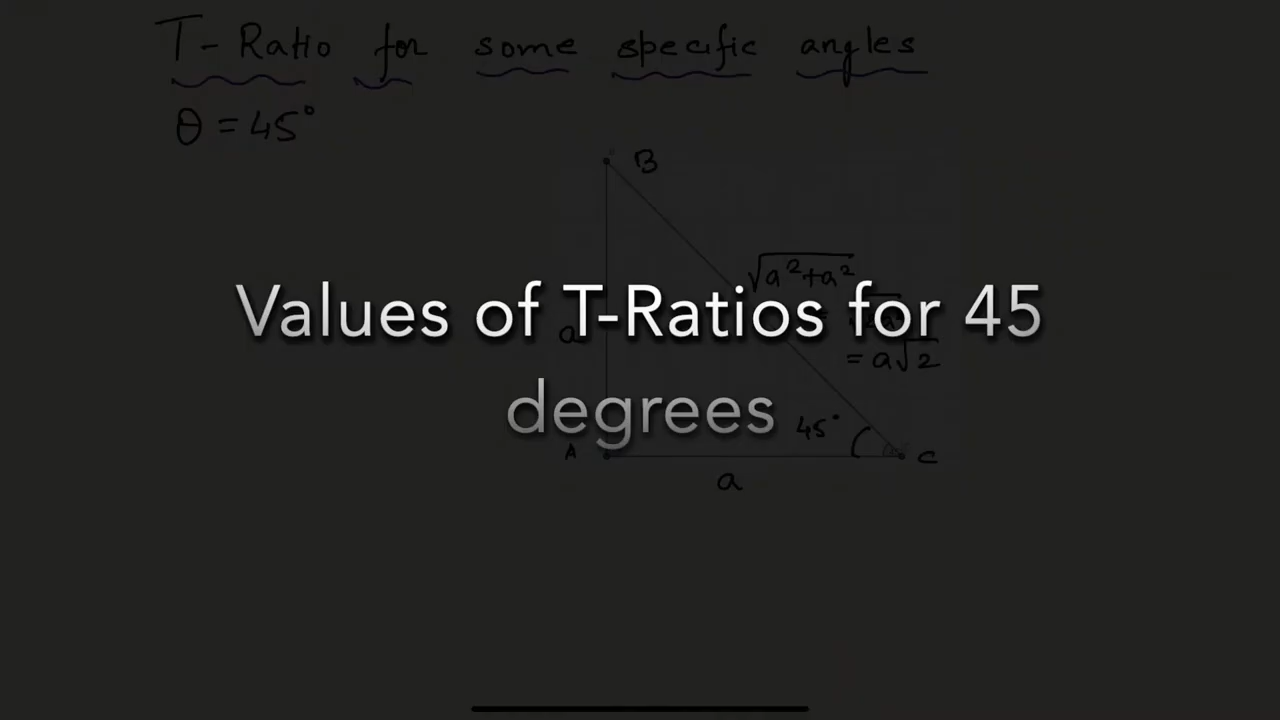 T-Ratio for some specific angles
θ = 45°
B
√a²+a²
Values of T-Ratios for 45
a
= a√2
degrees
45°
A
C
a